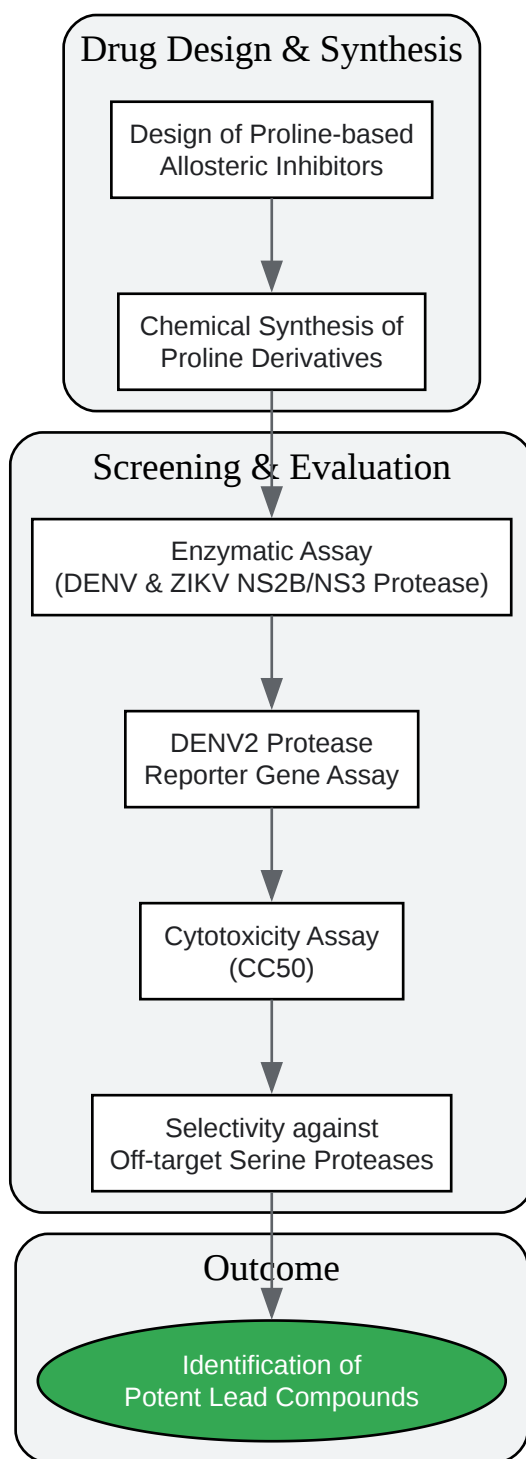 Drug Design & Synthesis
Design of Proline-based
Allosteric Inhibitors
Chemical Synthesis of
Proline Derivatives
Screening & Evaluation
Enzymatic Assay
(DENV & ZIKV NS2B/NS3 Protease)
DENV2 Protease
Reporter Gene Assay
Cytotoxicity Assay
(CC50)
Selectivity against
Off-target Serine Proteases
Outcome
Identification of
Potent Lead Compounds